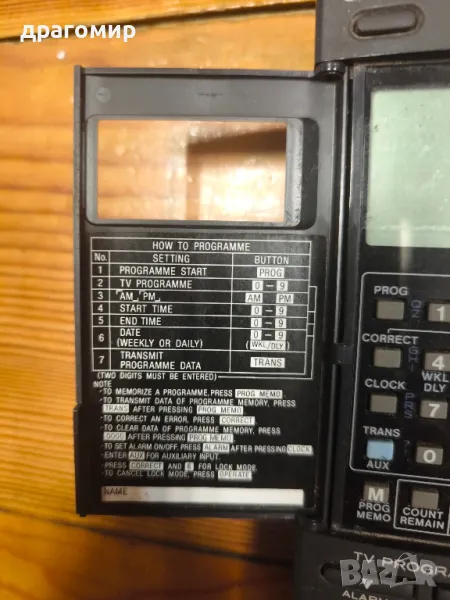 драгомир
HOW TO PROGRAMME
No. SETTING BUTTON
1 PROGRAMME START PROG
2 TV PROGRAMME 0-9
3 「AM」「PM」 AM PM
4 START TIME 0-9
5 END TIME 0-9
6 DATE (WEEKLY OR DAILY) 0-9 (WKL/DLY)
7 TRANSMIT PROGRAMME DATA TRANS
(TWO DIGITS MUST BE ENTERED)
NOTE
·TO MEMORIZE A PROGRAMME, PRESS PROG MEMO.
·TO TRANSMIT DATA OF PROGRAMME MEMORY, PRESS
TRANS AFTER PRESSING PROG MEMO.
·TO CORRECT AN ERROR, PRESS CORRECT.
·TO CLEAR DATA OF PROGRAMME MEMORY, PRESS
AFTER PRESSING PROG MEMO.
·TO SET ALARM ON/OFF, PRESS ALARM AFTER PRESSING CLOCK
·ENTER AUX FOR AUXILIARY INPUT.
·PRESS CORRECT AND FOR LOCK MODE.
·TO CANCEL LOCK MODE, PRESS OPERATE
NAME
PROG
1
CORRECT
4
WKL
DLY
CLOCK
7
TRANS
0
AUX
M
PROG
MEMO
COUNT
REMAIN
TV PROGRA
ALARM
bazar